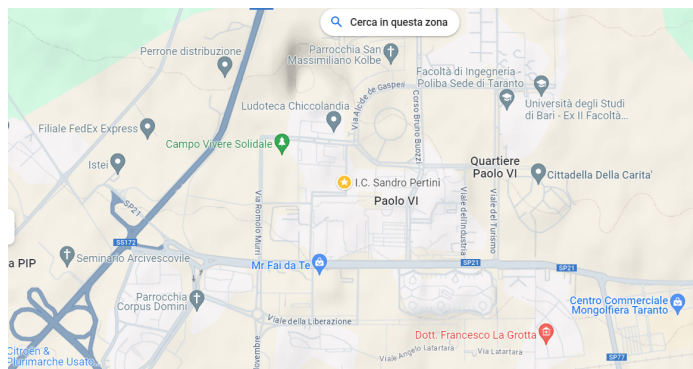 Cerca in questa zona
Perrone distribuzione
Parrocchia San
Massimiliano Kolbe
Facoltà di Ingegneria -
Poliba Sede di Taranto
Via Alcide de Gasperi
Corso Bruno Buozzi
Ludoteca Chiccolandia
Università degli Studi
di Bari - Ex II Facoltà...
Filiale FedEx Express
Campo Vivere Solidale
Istei
Quartiere
Paolo VI
Cittadella Della Carita'
I.C. Sandro Pertini
Paolo VI
SP21
Via Romolo Murri
Via dell'Industria
Via del Turismo
SS172
a PIP
Seminario Arcivescovile
Mr Fai da Te
SP21
SP21
Parrocchia
Corpus Domini
Centro Commerciale
Mongolfiera Taranto
Via della Liberazione
Dott. Francesco La Grotta
Citroën &
Plurimarche Usato
Via Angelo Latartara
Via Latartara
SP77